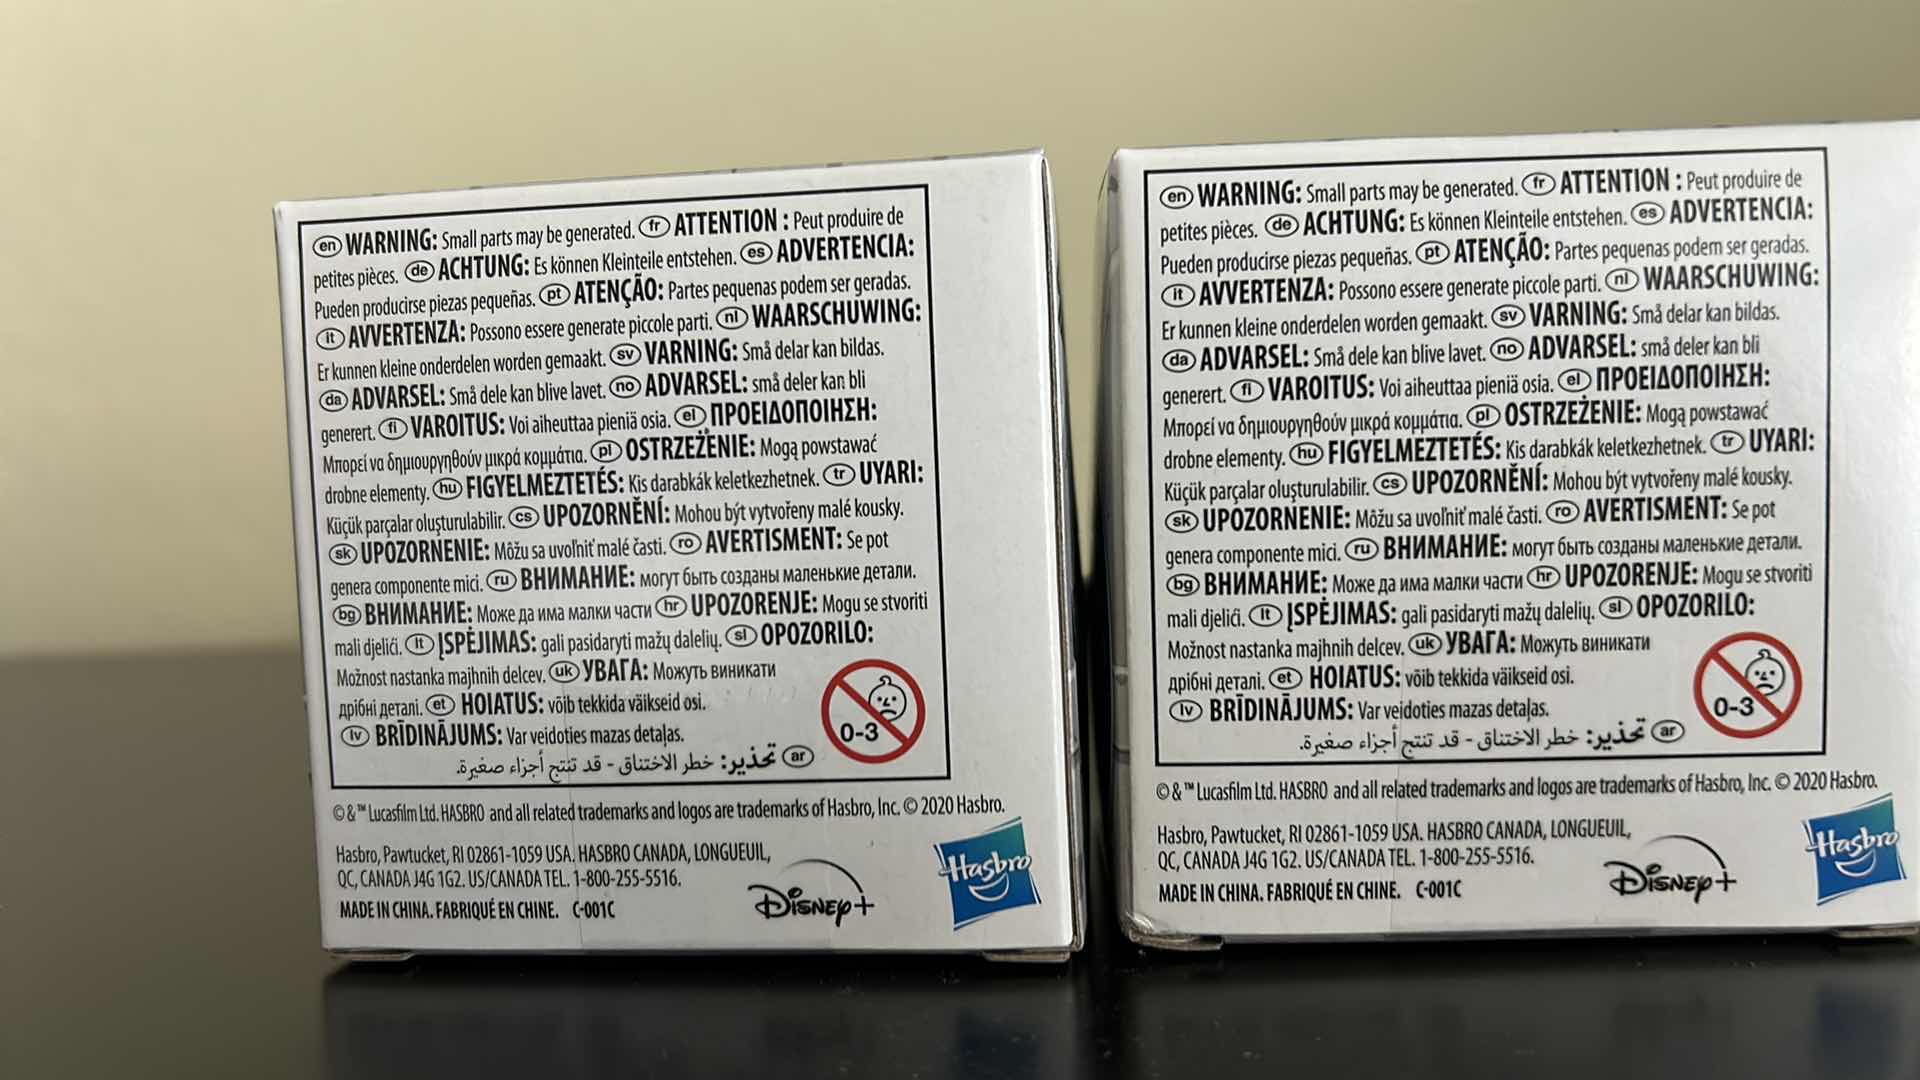 en WARNING: Small parts may be generated. fr ATTENTION : Peut produire de
petites pièces. de ACHTUNG: Es können Kleinteile entstehen. es ADVERTENCIA:
Pueden producirse piezas pequeñas. pt ATENÇÃO: Partes pequenas podem ser geradas.
it AVVERTENZA: Possono essere generate piccole parti. nl WAARSCHUWING:
Er kunnen kleine onderdelen worden gemaakt. sv VARNING: Små delar kan bildas.
da ADVARSEL: Små dele kan blive lavet. no ADVARSEL: små deler kan bli
generert. fi VAROITUS: Voi aiheuttaa pieniä osia. el ΠΡΟΕΙΔΟΠΟΙΗΣΗ:
Μπορεί να δημιουργηθούν μικρά κομμάτια. pl OSTRZEŻENIE: Mogą powstawać
drobne elementy. hu FIGYELMEZTETÉS: Kis darabkák keletkezhetnek. tr UYARI:
Küçük parçalar oluşturulabilir. cs UPOZORNĚNÍ: Mohou být vytvořeny malé kousky.
sk UPOZORNENIE: Môžu sa uvoľniť malé časti. ro AVERTISMENT: Se pot
genera componente mici. ru ВНИМАНИЕ: могут быть созданы маленькие детали.
bg ВНИМАНИЕ: Може да има малки части hr UPOZORENJE: Mogu se stvoriti
mali djelići. lt ĮSPĖJIMAS: gali pasidaryti mažų dalelių. sl OPOZORILO:
Možnost nastanka majhnih delcev. uk УВАГА: Можуть виникати
дрібні деталі. et HOIATUS: võib tekkida väikseid osi.
lv BRĪDINĀJUMS: Var veidoties mazas detaļas.
ar تحذير: خطر الاختناق - قد تنتج أجزاء صغيرة.
0-3
©&™ Lucasfilm Ltd. HASBRO and all related trademarks and logos are trademarks of Hasbro, Inc. © 2020 Hasbro.
Hasbro, Pawtucket, RI 02861-1059 USA. HASBRO CANADA, LONGUEUIL,
QC, CANADA J4G 1G2. US/CANADA TEL. 1-800-255-5516.
MADE IN CHINA. FABRIQUÉ EN CHINE. C-001C
Disney+
Hasbro
en WARNING: Small parts may be generated. fr ATTENTION : Peut produire de
petites pièces. de ACHTUNG: Es können Kleinteile entstehen. es ADVERTENCIA:
Pueden producirse piezas pequeñas. pt ATENÇÃO: Partes pequenas podem ser geradas.
it AVVERTENZA: Possono essere generate piccole parti. nl WAARSCHUWING:
Er kunnen kleine onderdelen worden gemaakt. sv VARNING: Små delar kan bildas.
da ADVARSEL: Små dele kan blive lavet. no ADVARSEL: små deler kan bli
generert. fi VAROITUS: Voi aiheuttaa pieniä osia. el ΠΡΟΕΙΔΟΠΟΙΗΣΗ:
Μπορεί να δημιουργηθούν μικρά κομμάτια. pl OSTRZEŻENIE: Mogą powstawać
drobne elementy. hu FIGYELMEZTETÉS: Kis darabkák keletkezhetnek. tr UYARI:
Küçük parçalar oluşturulabilir. cs UPOZORNĚNÍ: Mohou být vytvořeny malé kousky.
sk UPOZORNENIE: Môžu sa uvoľniť malé časti. ro AVERTISMENT: Se pot
genera componente mici. ru ВНИМАНИЕ: могут быть созданы маленькие детали.
bg ВНИМАНИЕ: Може да има малки части hr UPOZORENJE: Mogu se stvoriti
mali djelići. lt ĮSPĖJIMAS: gali pasidaryti mažų dalelių. sl OPOZORILO:
Možnost nastanka majhnih delcev. uk УВАГА: Можуть виникати
дрібні деталі. et HOIATUS: võib tekkida väikseid osi.
lv BRĪDINĀJUMS: Var veidoties mazas detaļas.
ar تحذير: خطر الاختناق - قد تنتج أجزاء صغيرة.
0-3
©&™ Lucasfilm Ltd. HASBRO and all related trademarks and logos are trademarks of Hasbro, Inc. © 2020 Hasbro.
Hasbro, Pawtucket, RI 02861-1059 USA. HASBRO CANADA, LONGUEUIL,
QC, CANADA J4G 1G2. US/CANADA TEL. 1-800-255-5516.
MADE IN CHINA. FABRIQUÉ EN CHINE. C-001C
Disney+
Hasbro